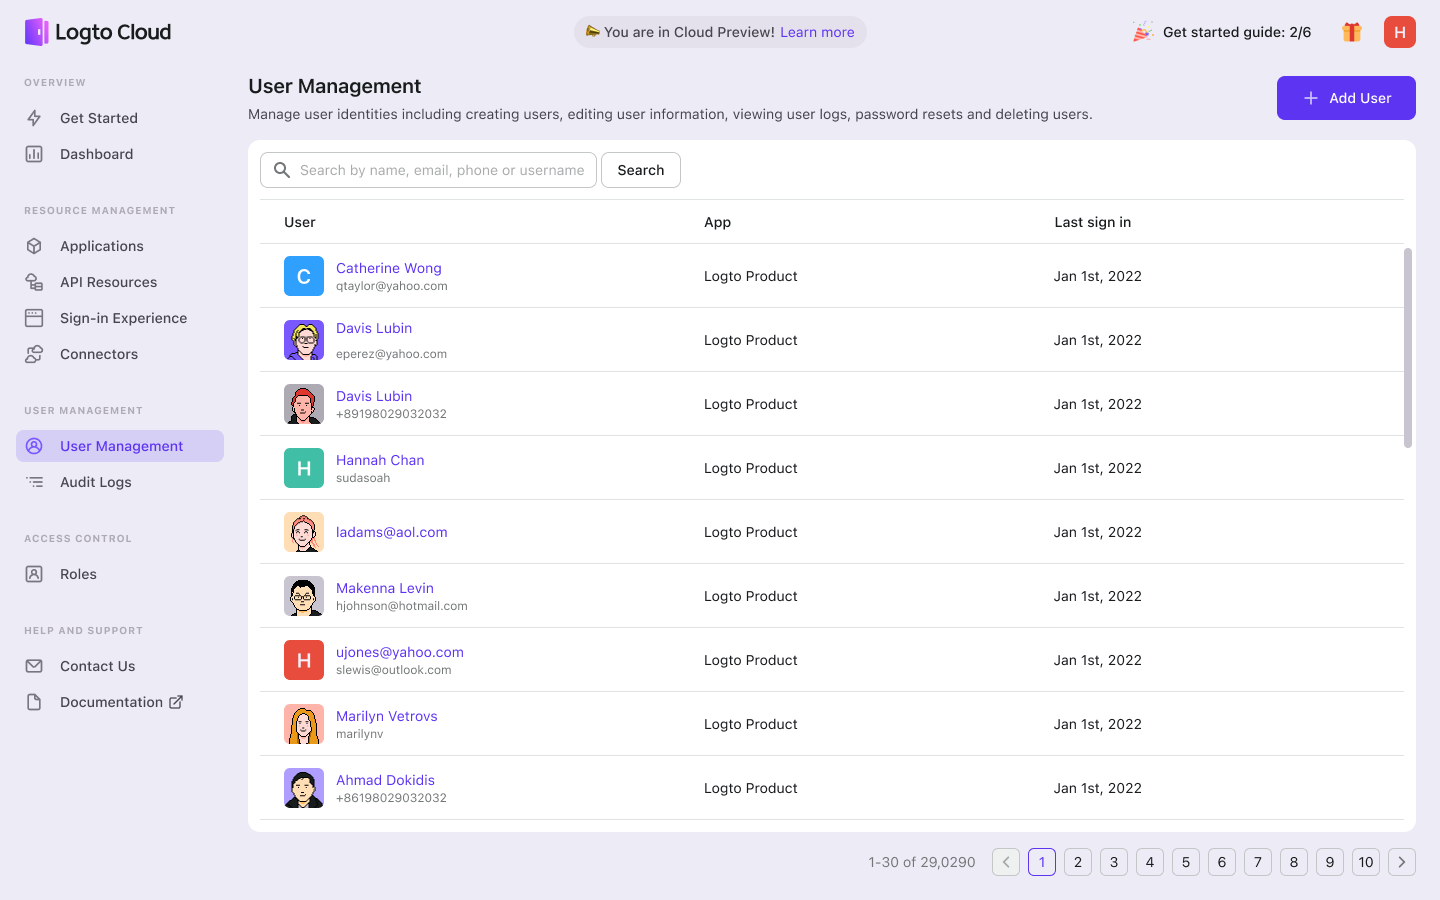 Logto Cloud
You are in Cloud Preview! Learn more
Get started guide: 2/6
H
OVERVIEW
Get Started
Dashboard
RESOURCE MANAGEMENT
Applications
API Resources
Sign-in Experience
Connectors
USER MANAGEMENT
User Management
Audit Logs
ACCESS CONTROL
Roles
HELP AND SUPPORT
Contact Us
Documentation
User Management
Manage user identities including creating users, editing user information, viewing user logs, password resets and deleting users.
Add User
Search by name, email, phone or username
Search
User App Last sign in
C
Catherine Wong
qtaylor@yahoo.com
Logto Product
Jan 1st, 2022
Davis Lubin
eperez@yahoo.com
Logto Product
Jan 1st, 2022
Davis Lubin
+89198029032032
Logto Product
Jan 1st, 2022
H
Hannah Chan
sudasoah
Logto Product
Jan 1st, 2022
ladams@aol.com
Logto Product
Jan 1st, 2022
Makenna Levin
hjohnson@hotmail.com
Logto Product
Jan 1st, 2022
H
ujones@yahoo.com
slewis@outlook.com
Logto Product
Jan 1st, 2022
Marilyn Vetrovs
marilynv
Logto Product
Jan 1st, 2022
Ahmad Dokidis
+86198029032032
Logto Product
Jan 1st, 2022
1-30 of 29,0290 1 2 3 4 5 6 7 8 9 10